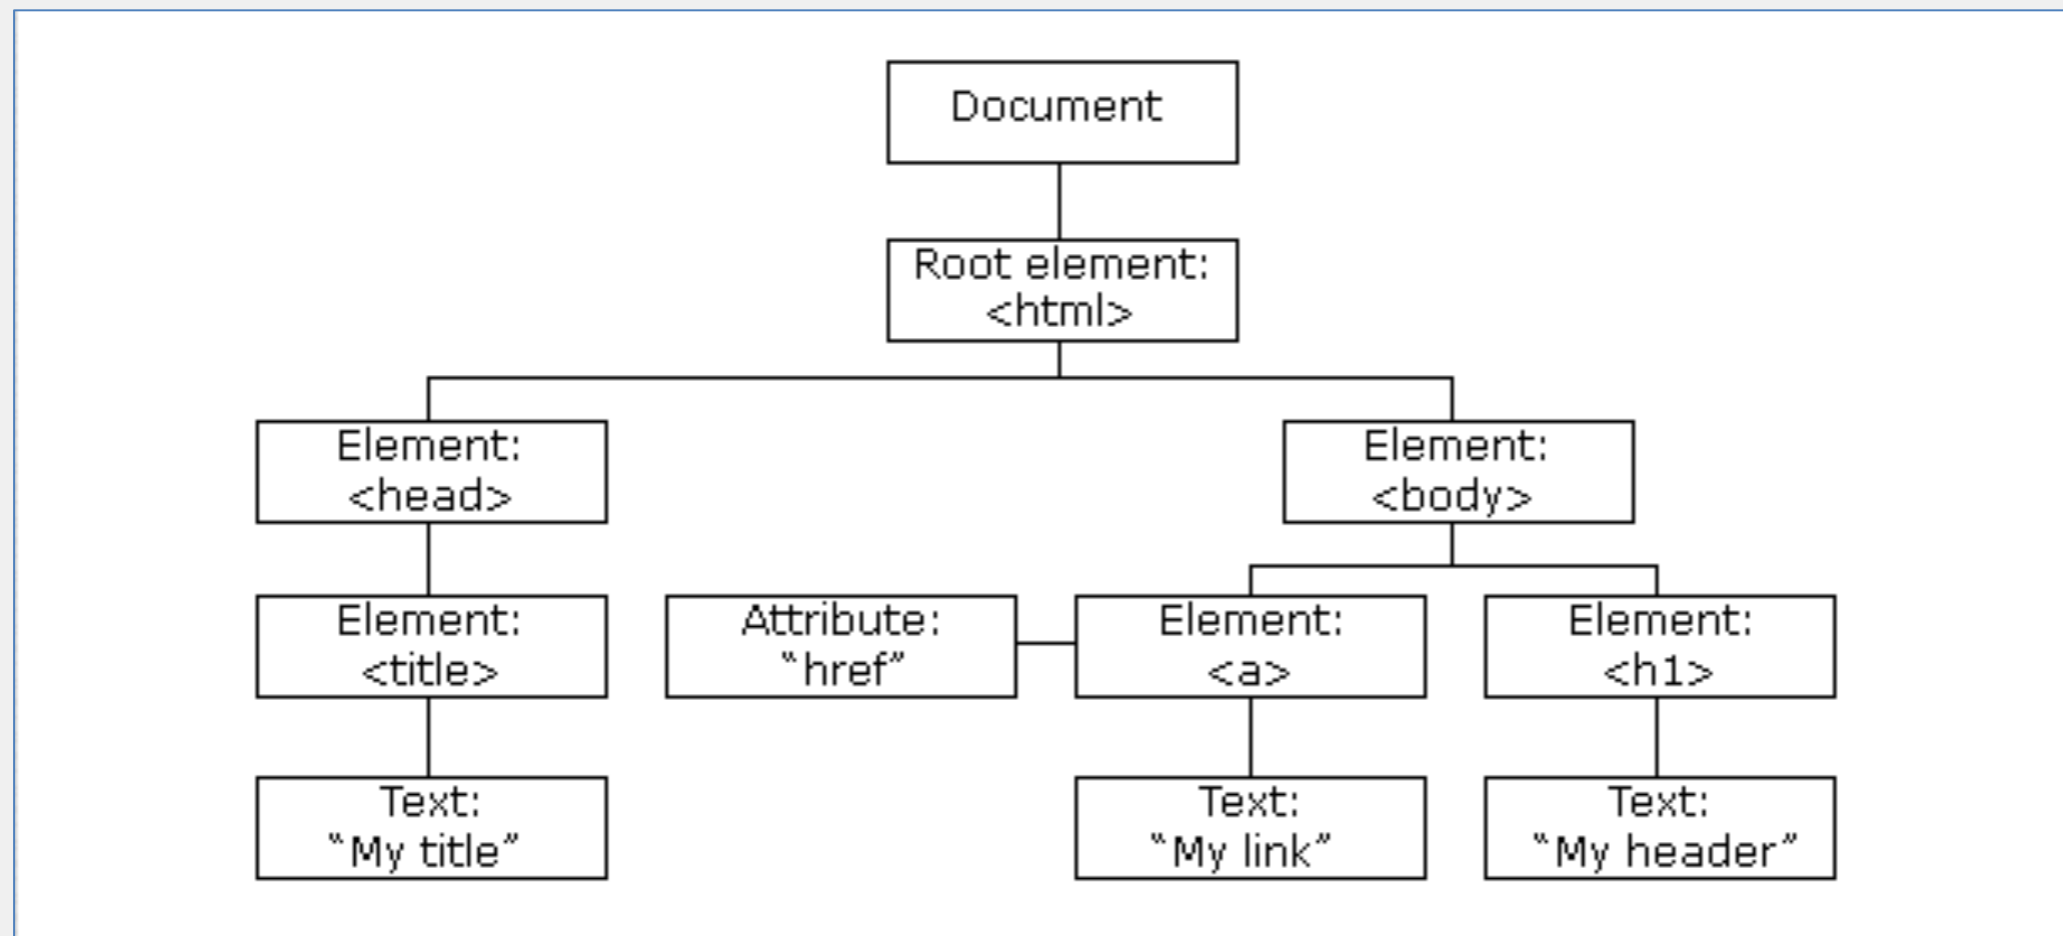 Document
Root element:
<html>
Element:
<head>
Element:
<body>
Element:
<title>
Attribute:
“href”
Element:
<a>
Element:
<h1>
Text:
“My title”
Text:
“My link”
Text:
“My header”